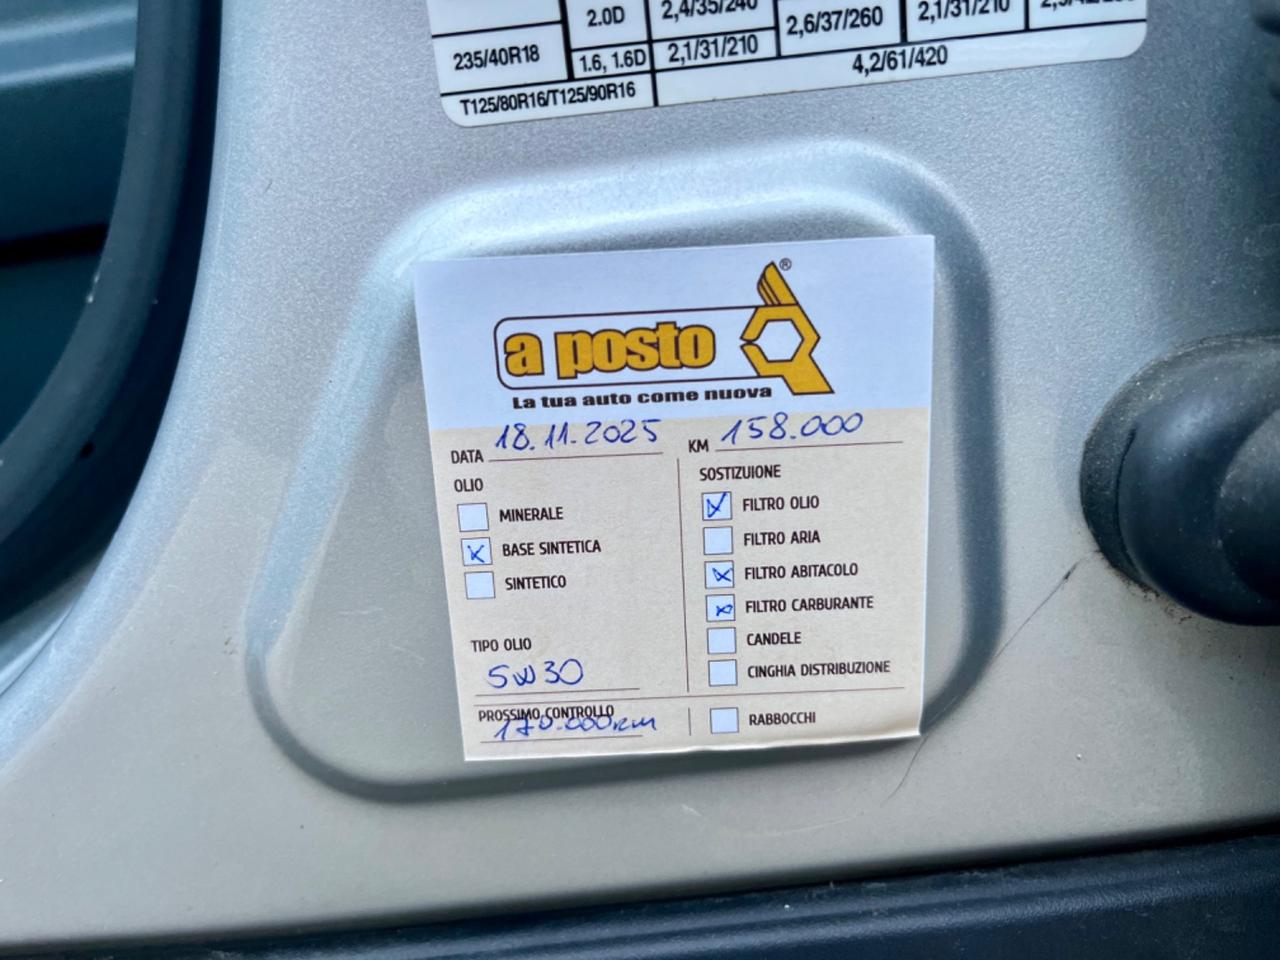 2.0D 2,4/35/240 2,6/37/260 2,1/31/210
235/40R18 1.6, 1.6D 2,1/31/210
T125/80R16/T125/90R16 4,2/61/420
®
a posto
La tua auto come nuova
DATA 18.11.2025 KM 158.000
OLIO
MINERALE
BASE SINTETICA
SINTETICO
TIPO OLIO
5W30
PROSSIMO CONTROLLO
170.000KM
SOSTIZUIONE
FILTRO OLIO
FILTRO ARIA
FILTRO ABITACOLO
FILTRO CARBURANTE
CANDELE
CINGHIA DISTRIBUZIONE
RABBOCCHI